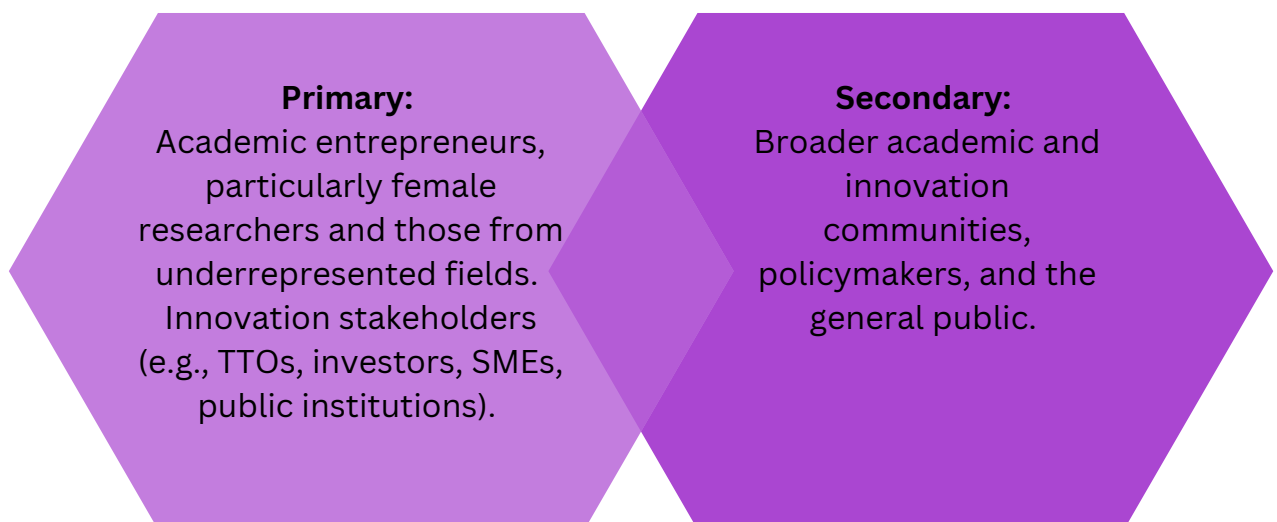 Primary:
Academic entrepreneurs,
particularly female
researchers and those from
underrepresented fields.
Innovation stakeholders
(e.g., TTOs, investors, SMEs,
public institutions).
Secondary:
Broader academic and
innovation
communities,
policymakers, and the
general public.